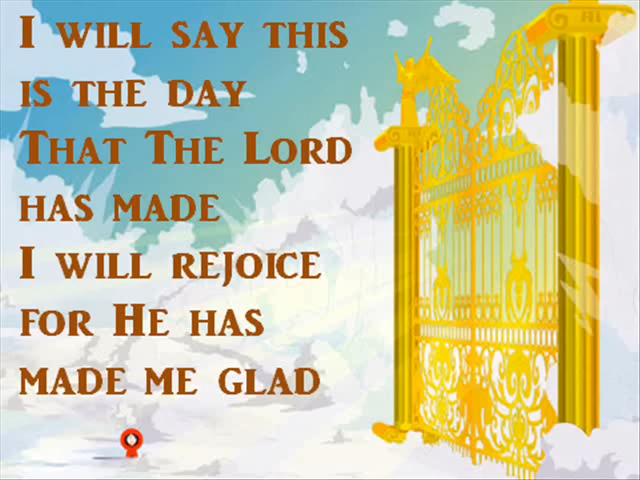 I will say this
is the day
That The Lord
has made
I will rejoice
for He has
made me glad